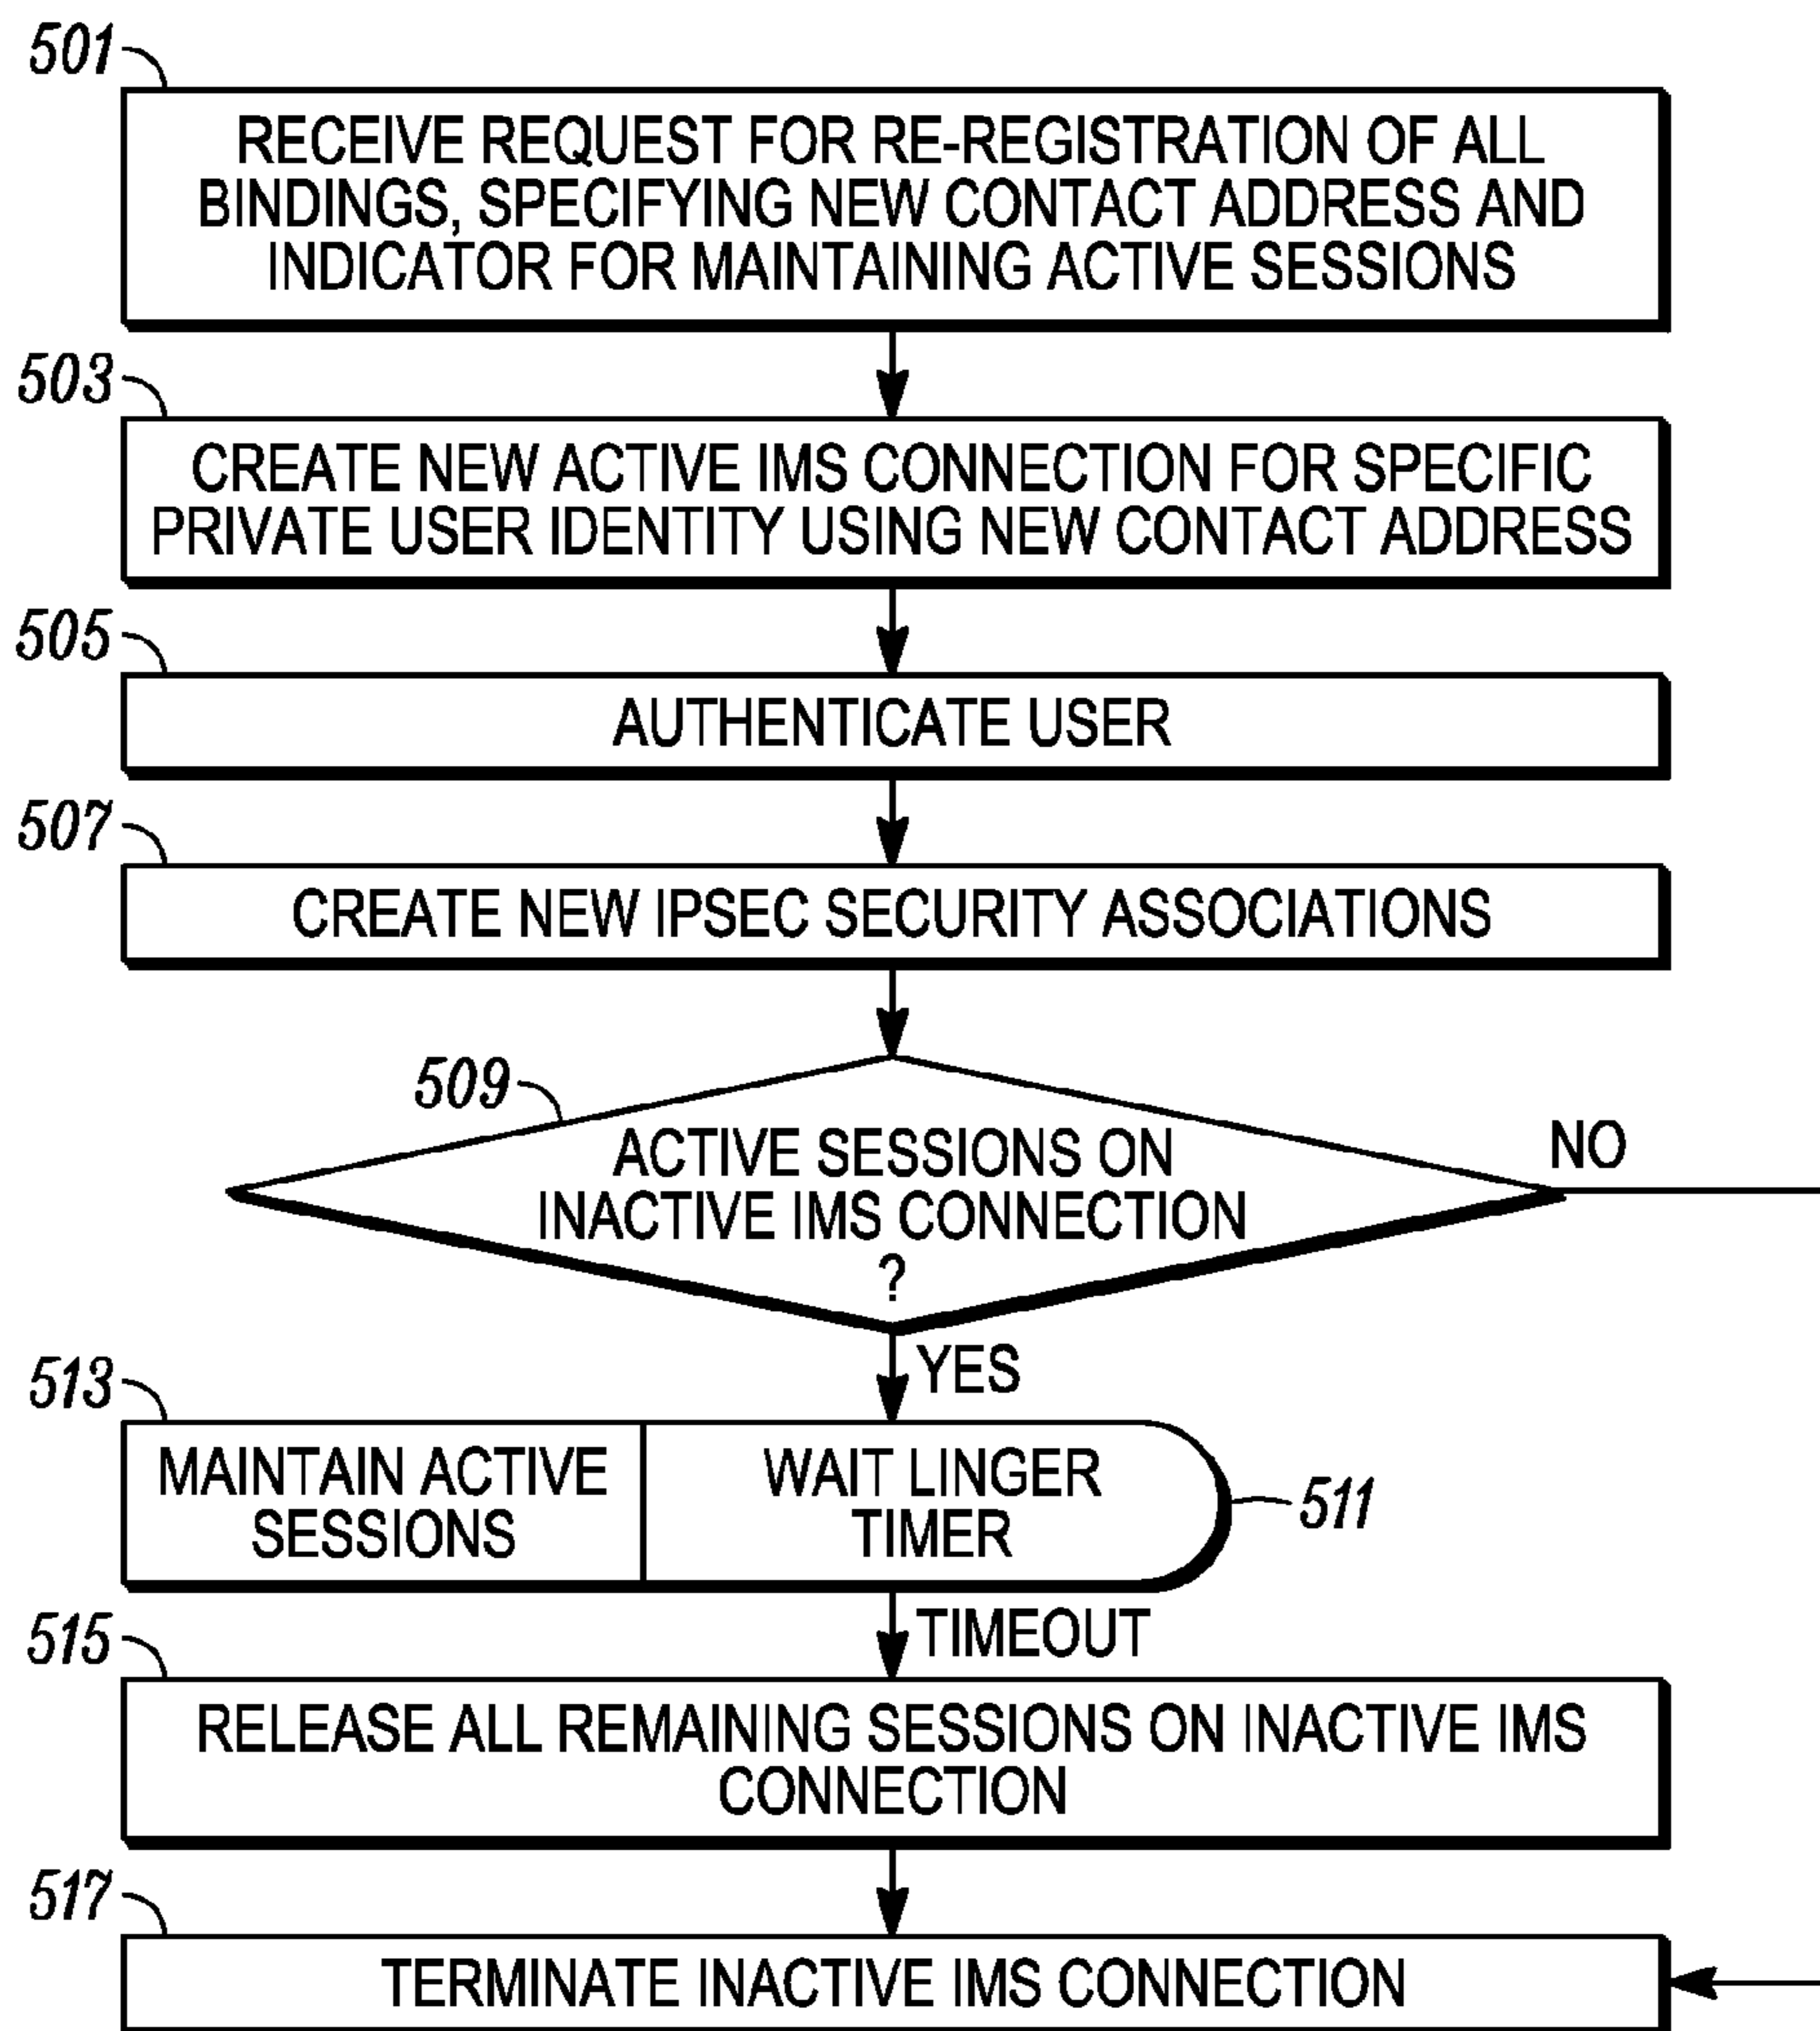 501
RECEIVE REQUEST FOR RE-REGISTRATION OF ALL
BINDINGS, SPECIFYING NEW CONTACT ADDRESS AND
INDICATOR FOR MAINTAINING ACTIVE SESSIONS
503
CREATE NEW ACTIVE IMS CONNECTION FOR SPECIFIC
PRIVATE USER IDENTITY USING NEW CONTACT ADDRESS
505
AUTHENTICATE USER
507
CREATE NEW IPSEC SECURITY ASSOCIATIONS
509
ACTIVE SESSIONS ON
INACTIVE IMS CONNECTION
?
NO
YES
513
MAINTAIN ACTIVE
SESSIONS
WAIT LINGER
TIMER
511
TIMEOUT
515
RELEASE ALL REMAINING SESSIONS ON INACTIVE IMS
CONNECTION
517
TERMINATE INACTIVE IMS CONNECTION